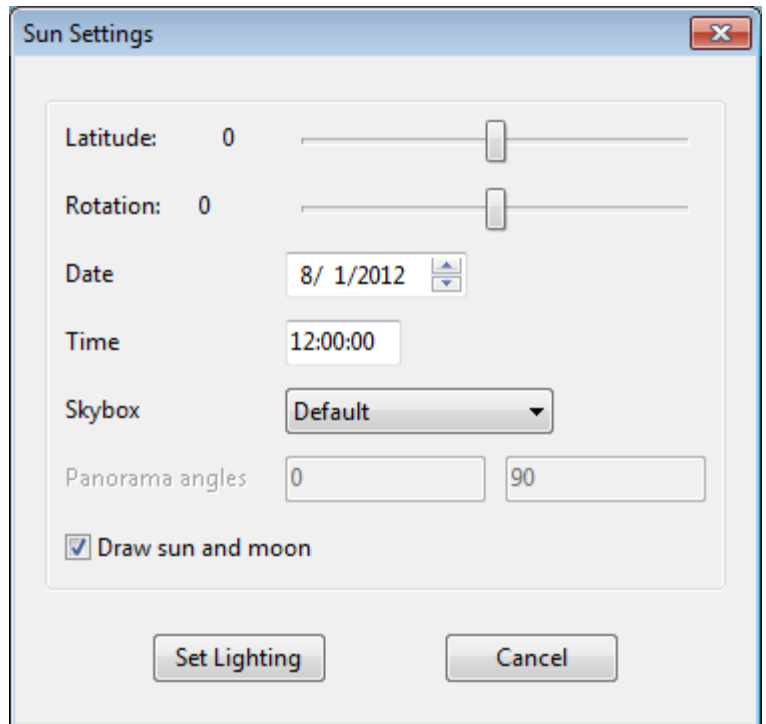 Sun Settings
Latitude: 0
Rotation: 0
Date 8/ 1/2012
Time 12:00:00
Skybox Default
Panorama angles 0 90
Draw sun and moon
Set Lighting Cancel